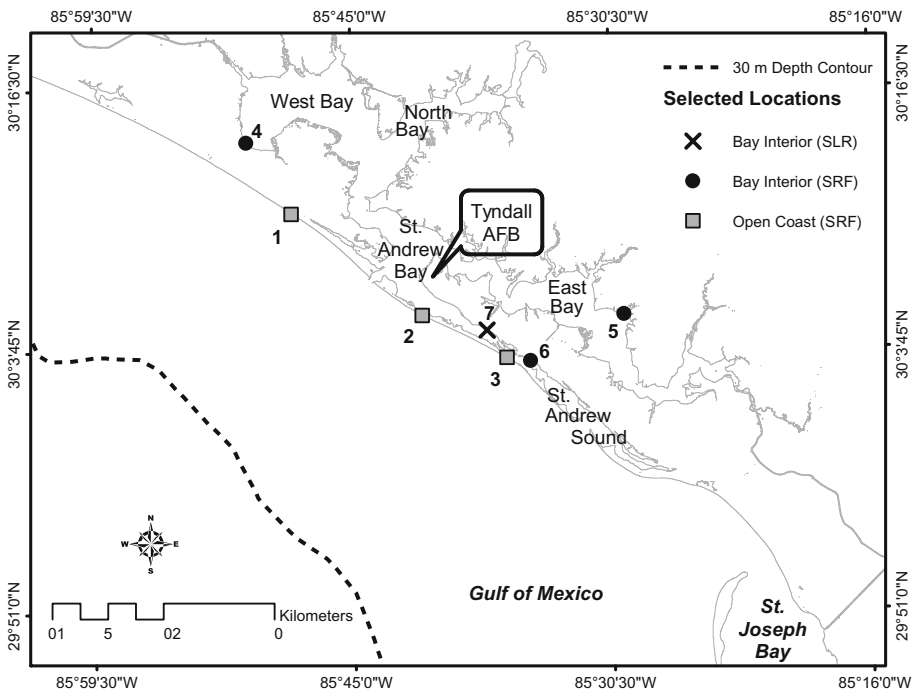 85°59'30"W 85°45'0"W 85°30'30"W 85°16'0"W
30°16'30"N
30°3'45"N
29°51'0"N
30°16'30"N
30°3'45"N
29°51'0"N
30 m Depth Contour
Selected Locations
Bay Interior (SLR)
Bay Interior (SRF)
Open Coast (SRF)
West Bay
North
Bay
4
1
St.
Andrew
Bay
Tyndall
AFB
East
Bay
7
2
5
6
3
St.
Andrew
Sound
N
W E
S
Kilometers
01 5 02 0
Gulf of Mexico
St.
Joseph
Bay
85°59'30"W 85°45'0"W 85°30'30"W 85°16'0"W